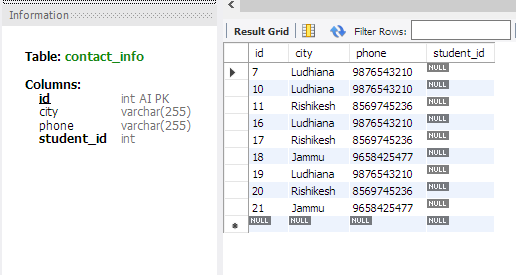 Information
Table: contact_info
Columns:
id int AI PK
city varchar(255)
phone varchar(255)
student_id int
Result Grid Filter Rows:
id city phone student_id
7 Ludhiana 9876543210 NULL
10 Ludhiana 9876543210 NULL
11 Rishikesh 8569745236 NULL
16 Ludhiana 9876543210 NULL
17 Rishikesh 8569745236 NULL
18 Jammu 9658425477 NULL
19 Ludhiana 9876543210 NULL
20 Rishikesh 8569745236 NULL
21 Jammu 9658425477 NULL
NULL NULL NULL NULL